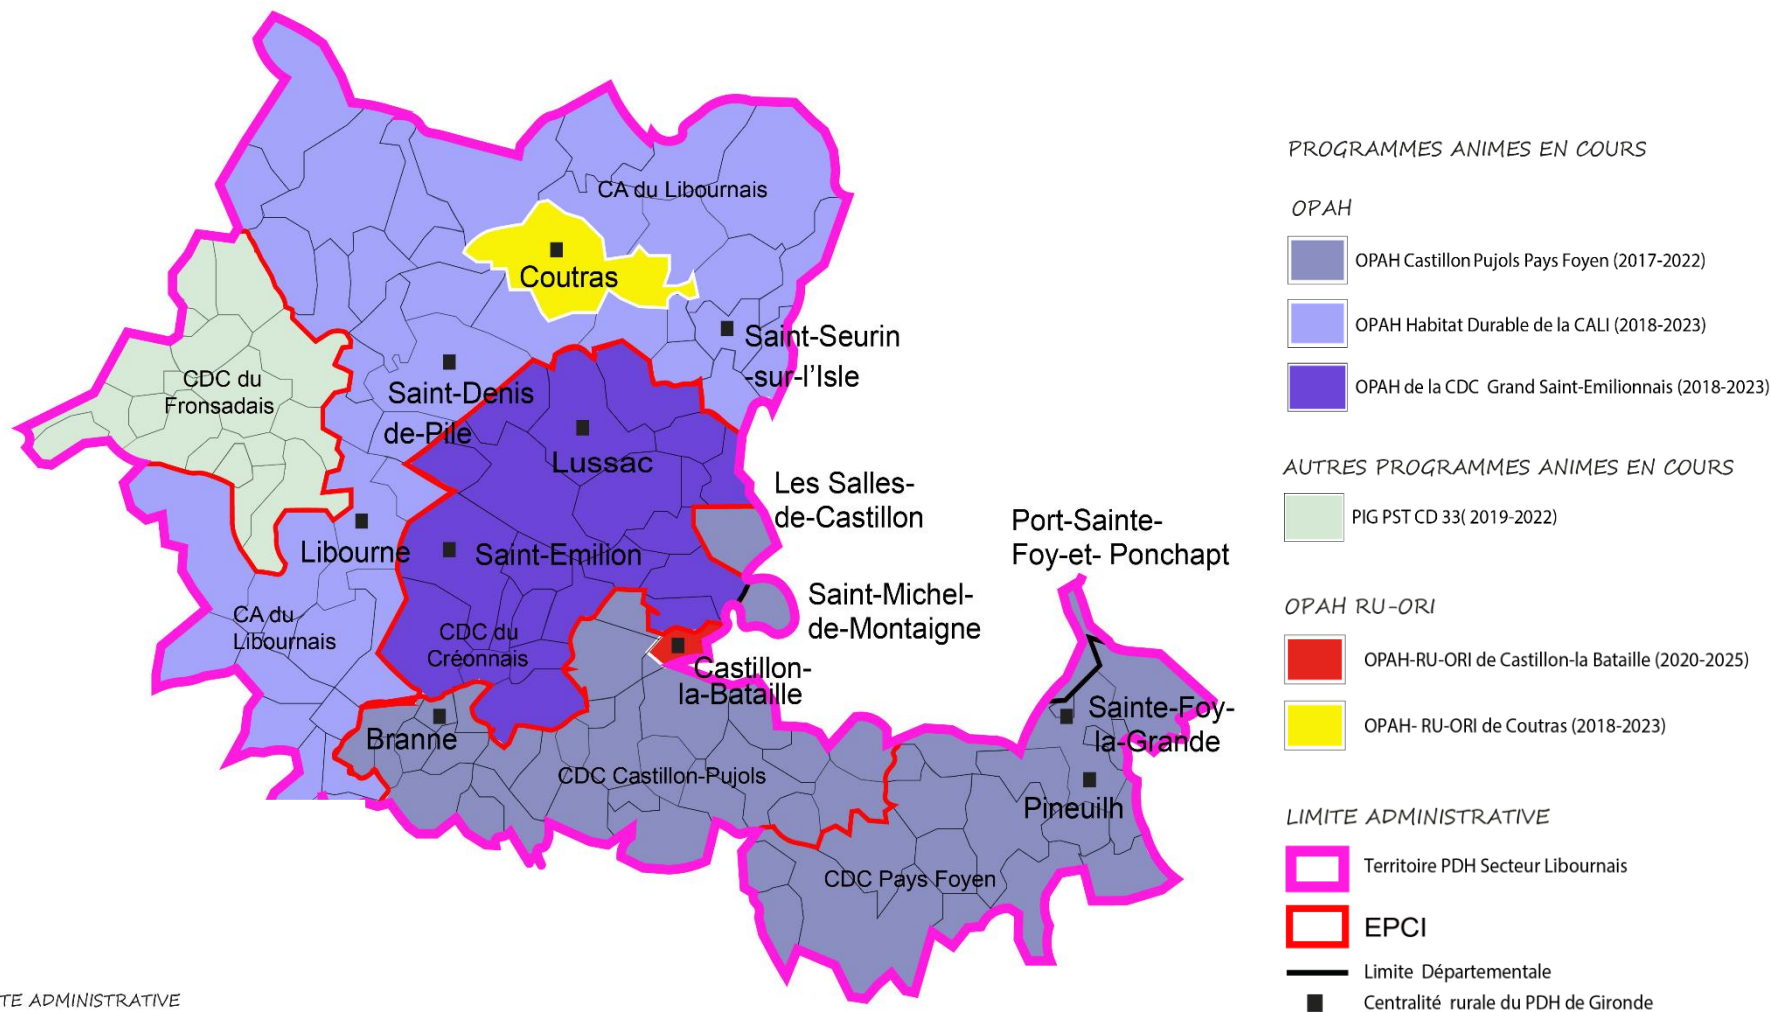 CA du Libournais
Coutras
Saint-Seurin
-sur-l'Isle
CDC du
Fronsadais
Saint-Denis
de-Pile
Lussac
Les Salles-
de-Castillon
Port-Sainte-
Foy-et- Ponchapt
Libourne
Saint-Emilion
Saint-Michel-
de-Montaigne
CA du
Libournais
CDC du
Créonnais
Castillon-
la-Bataille
Branne
Sainte-Foy-
la-Grande
CDC Castillon-Pujols
Pineuilh
CDC Pays Foyen
TE ADMINISTRATIVE
PROGRAMMES ANIMES EN COURS
OPAH
OPAH Castillon Pujols Pays Foyen (2017-2022)
OPAH Habitat Durable de la CALI (2018-2023)
OPAH de la CDC Grand Saint-Emilionnais (2018-2023)
AUTRES PROGRAMMES ANIMES EN COURS
PIG PST CD 33( 2019-2022)
OPAH RU-ORI
OPAH-RU-ORI de Castillon-la Bataille (2020-2025)
OPAH- RU-ORI de Coutras (2018-2023)
LIMITE ADMINISTRATIVE
Territoire PDH Secteur Libournais
EPCI
Limite Départementale
Centralité rurale du PDH de Gironde